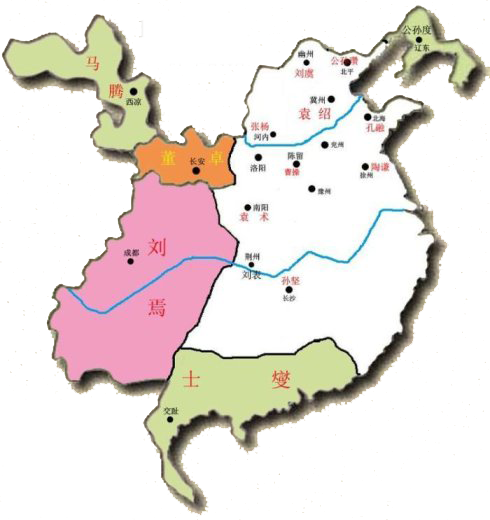 公孙度
辽东
幽州
刘虞
公孙瓒
北平
马
腾
西凉
冀州
袁绍
张杨
河内
北海
孔融
董卓
长安
洛阳
陈留
曹操
兖州
陶谦
徐州
豫州
南阳
袁术
刘
焉
成都
荆州
刘表
孙坚
长沙
士燮
交趾